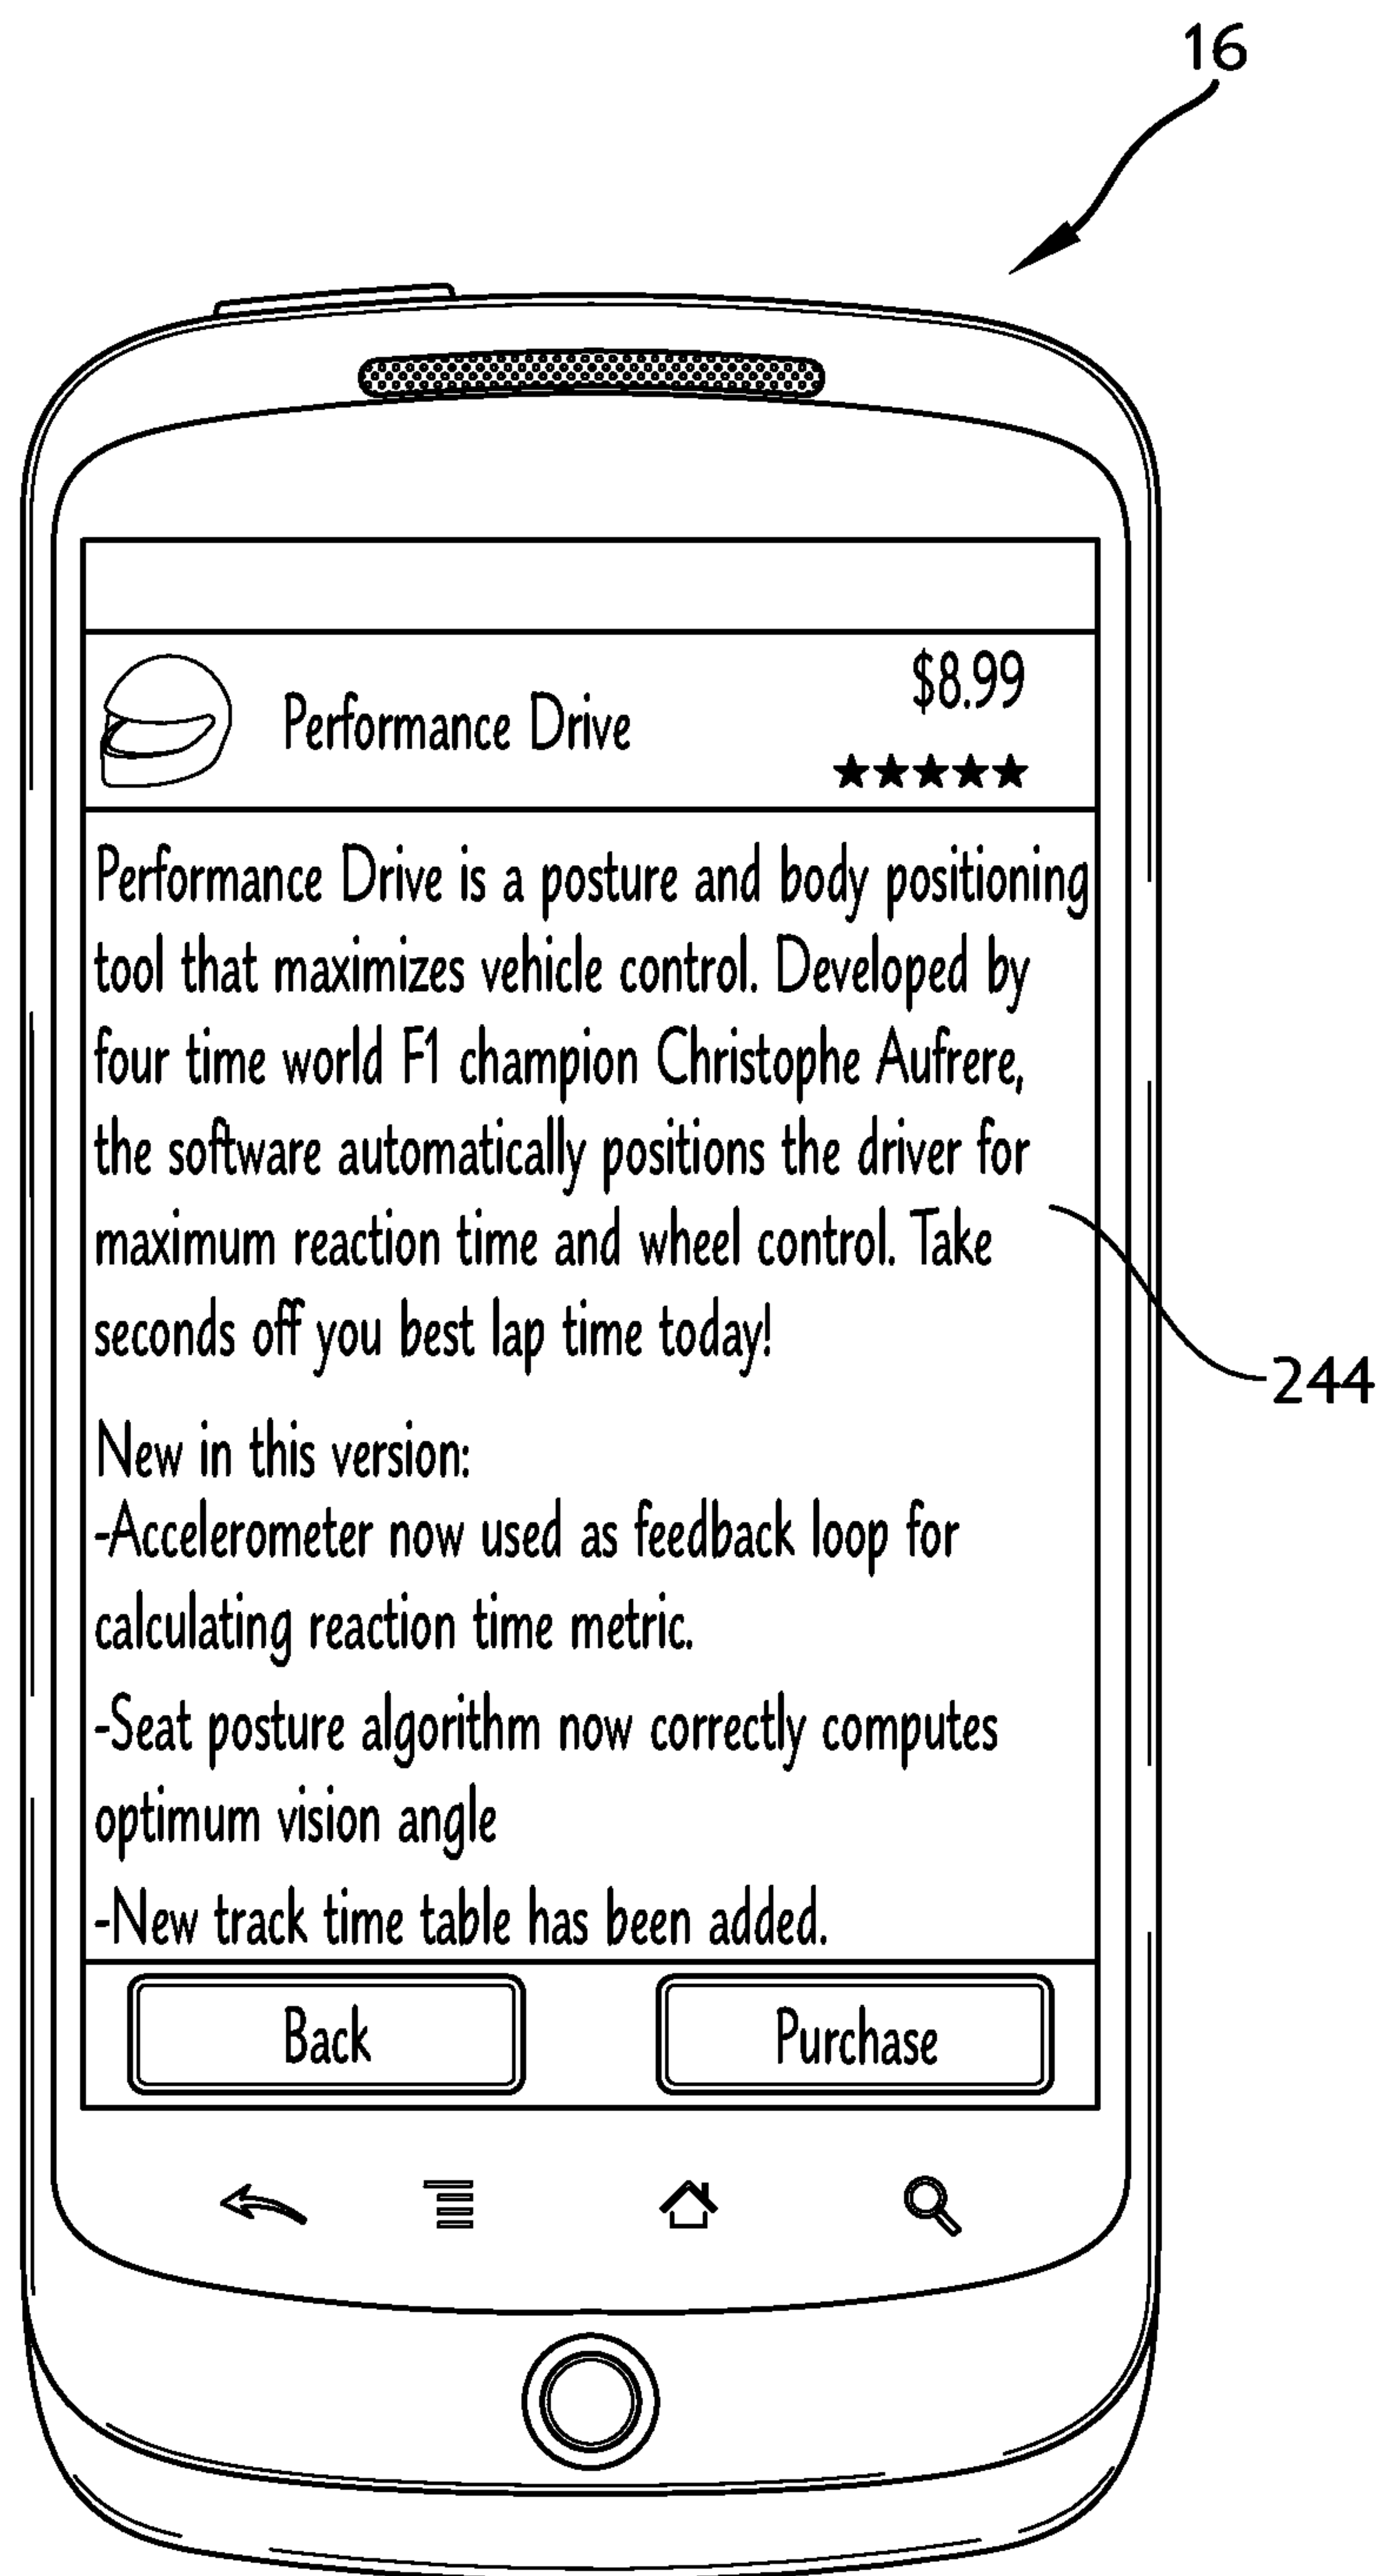 16
$8.99
Performance Drive
★★★★★
Performance Drive is a posture and body positioning
tool that maximizes vehicle control. Developed by
four time world F1 champion Christophe Aufrere,
the software automatically positions the driver for
maximum reaction time and wheel control. Take
seconds off you best lap time today!
244
New in this version:
-Accelerometer now used as feedback loop for
calculating reaction time metric.
-Seat posture algorithm now correctly computes
optimum vision angle
-New track time table has been added.
Back
Purchase